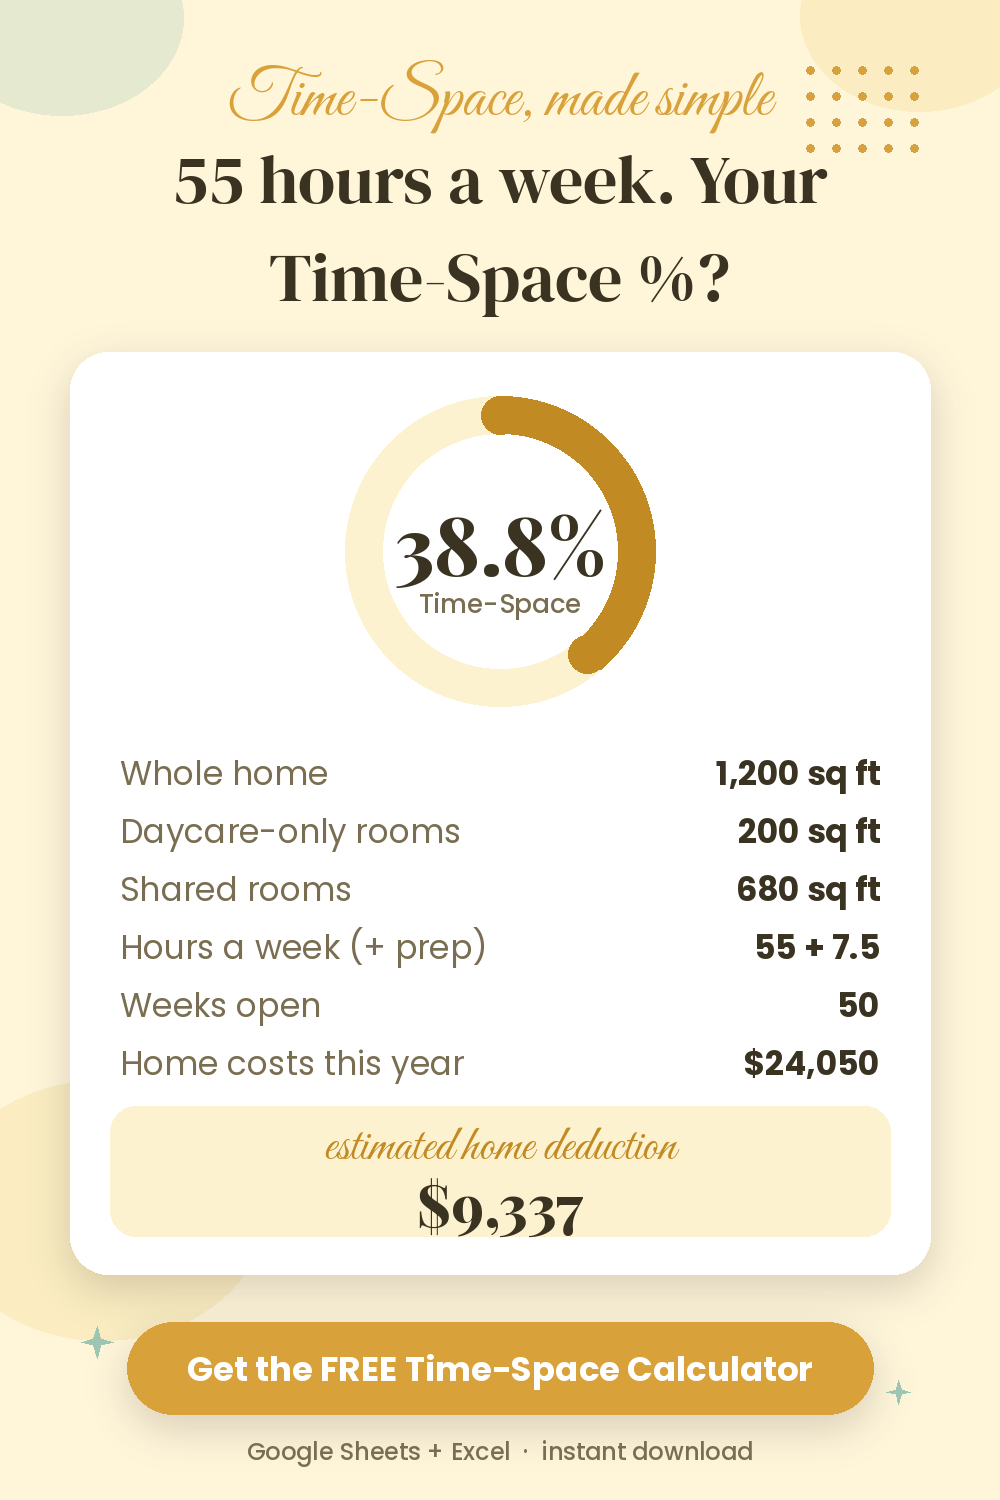 Time-Space, made simple
55 hours a week. Your
Time-Space %?
38.8%
Time-Space
Whole home 1,200 sq ft
Daycare-only rooms 200 sq ft
Shared rooms 680 sq ft
Hours a week (+ prep) 55 + 7.5
Weeks open 50
Home costs this year $24,050
estimated home deduction
$9,337
Get the FREE Time-Space Calculator
Google Sheets + Excel · instant download